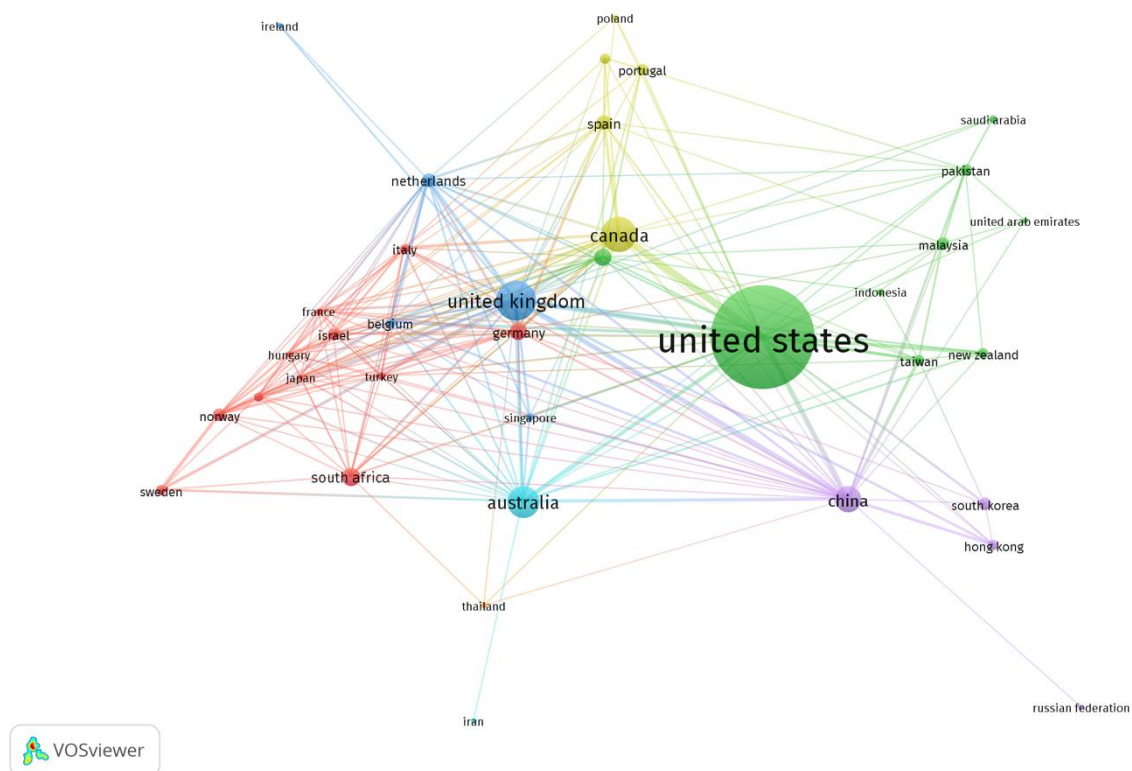 poland
ireland
portugal
saudi arabia
spain
pakistan
netherlands
united arab emirates
canada
malaysia
italy
indonesia
united kingdom
france
belgium
israel
germany
united states
hungary
new zealand
taiwan
japan
turkey
norway
singapore
south africa
sweden
australia
china
south korea
hong kong
thailand
russian federation
iran
VOSviewer